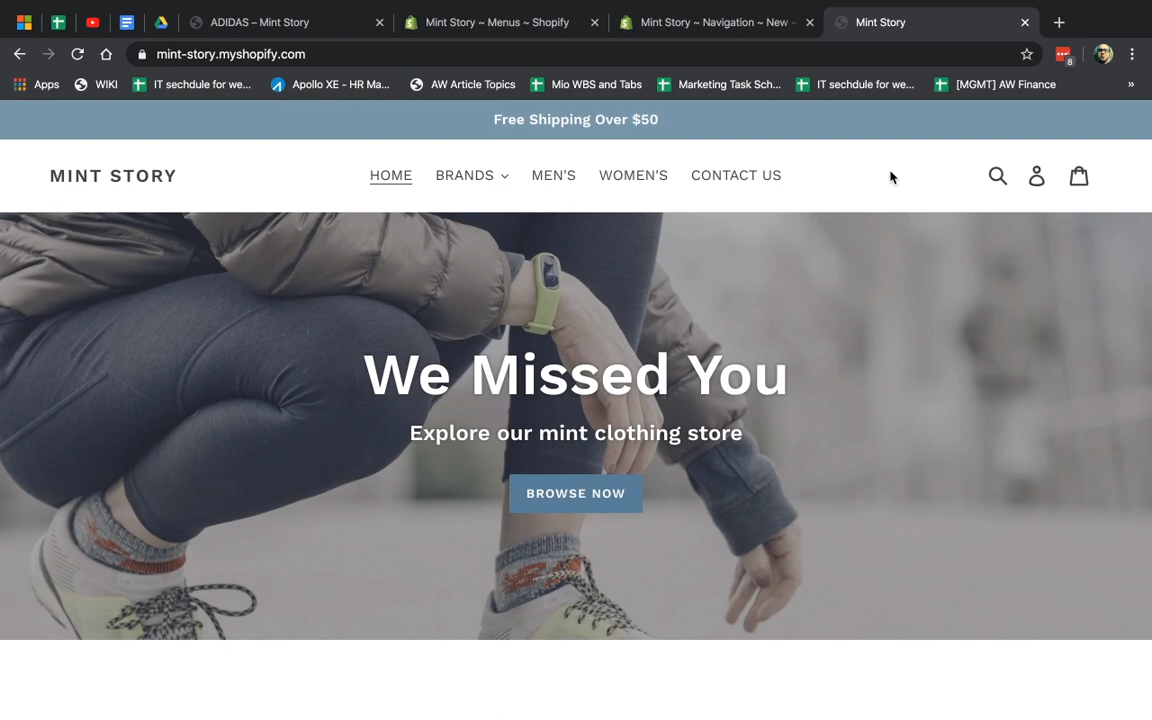 ADIDAS – Mint Story
Mint Story ~ Menus ~ Shopify
Mint Story ~ Navigation ~ New ~
Mint Story
mint-story.myshopify.com
8
Apps
WIKI
IT sechdule for we...
Apollo XE - HR Ma...
AW Article Topics
Mio WBS and Tabs
Marketing Task Sch...
IT sechdule for we...
[MGMT] AW Finance
»
Free Shipping Over $50
MINT STORY
HOME
BRANDS
MEN'S
WOMEN'S
CONTACT US
We Missed You
Explore our mint clothing store
BROWSE NOW